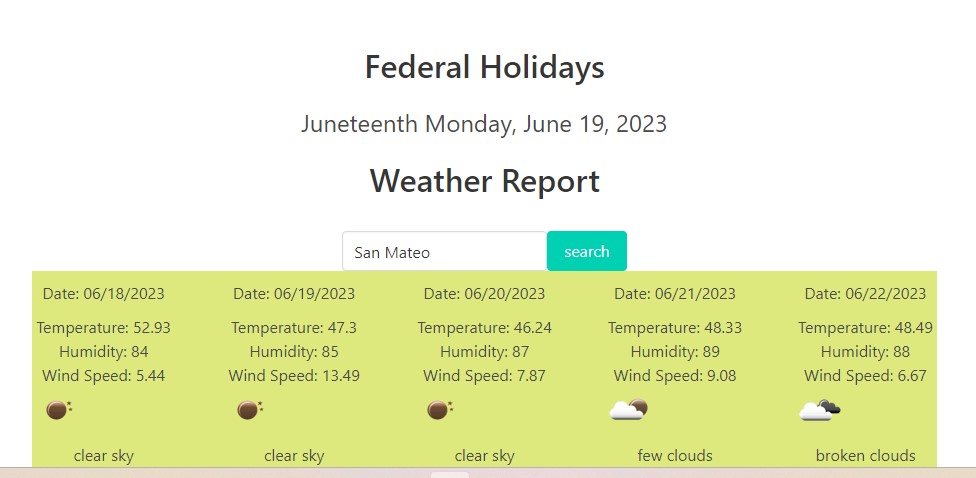 Federal Holidays
Juneteenth Monday, June 19, 2023
Weather Report
San Mateo search
Date: 06/18/2023 Date: 06/19/2023 Date: 06/20/2023 Date: 06/21/2023 Date: 06/22/2023
Temperature: 52.93 Temperature: 47.3 Temperature: 46.24 Temperature: 48.33 Temperature: 48.49
Humidity: 84 Humidity: 85 Humidity: 87 Humidity: 89 Humidity: 88
Wind Speed: 5.44 Wind Speed: 13.49 Wind Speed: 7.87 Wind Speed: 9.08 Wind Speed: 6.67
clear sky clear sky clear sky few clouds broken clouds